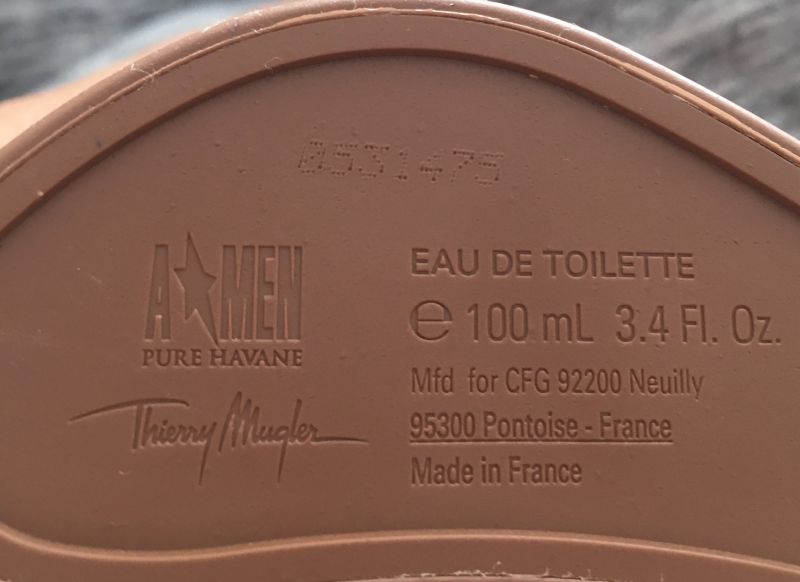 0531475
A★MEN
PURE HAVANE
Thierry Mugler
EAU DE TOILETTE
℮ 100 mL 3.4 Fl. Oz.
Mfd for CFG 92200 Neuilly
95300 Pontoise - France
Made in France